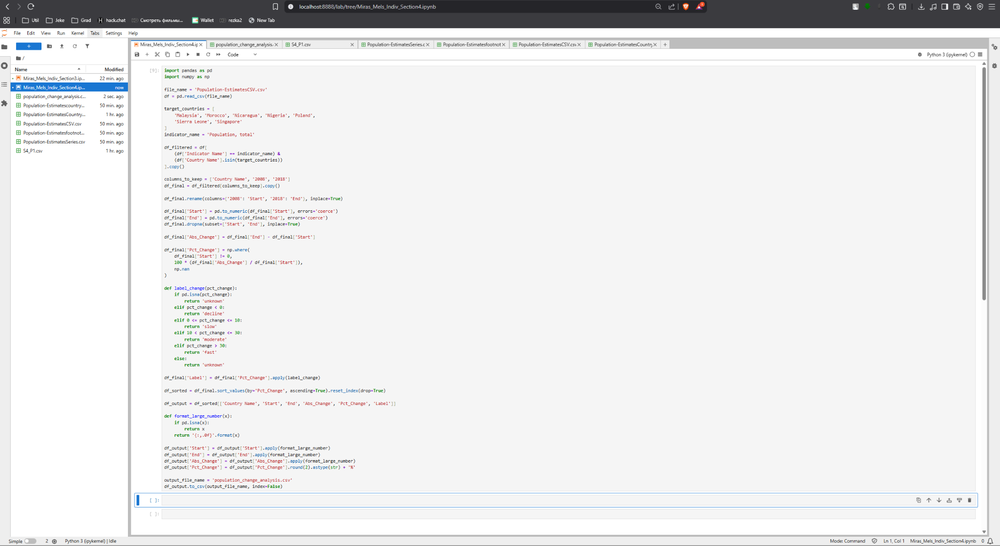 localhost:8888/lab/tree/Miras_Mels_Indiv_Section4.ipynb
1
Util
Jeke
Grad
H hack.chat
HD Смотреть фильмы...
Wallet
HD rezka2
New Tab
File Edit View Run Kernel Tabs Settings Help
+
/
Name Modified
Miras_Mels_Indiv_Section3.ip... 22 min. ago
Miras_Mels_Indiv_Section4.ip... now
population_change_analysis.c... 2 sec. ago
Population-Estimatescountry... 50 min. ago
Population-EstimatesCountry... 1 hr. ago
Population-EstimatesCSV.csv 50 min. ago
Population-Estimatesfootnot... 50 min. ago
Population-EstimatesSeries.csv 50 min. ago
S4_P1.csv 1 hr. ago
Miras_Mels_Indiv_Section4.ip
population_change_analysis.
S4_P1.csv
Population-EstimatesSeries.c
Population-Estimatesfootnot
Population-EstimatesCSV.csv
Population-EstimatesCountry
Code
Python 3 (ipykernel)
[9]:
import pandas as pd
import numpy as np
file_name = 'Population-EstimatesCSV.csv'
df = pd.read_csv(file_name)
target_countries = [
    'Malaysia', 'Morocco', 'Nicaragua', 'Nigeria', 'Poland',
    'Sierra Leone', 'Singapore'
]
indicator_name = 'Population, total'
df_filtered = df[
    (df['Indicator Name'] == indicator_name) &
    (df['Country Name'].isin(target_countries))
].copy()
columns_to_keep = ['Country Name', '2008', '2018']
df_final = df_filtered[columns_to_keep].copy()
df_final.rename(columns={'2008': 'Start', '2018': 'End'}, inplace=True)
df_final['Start'] = pd.to_numeric(df_final['Start'], errors='coerce')
df_final['End'] = pd.to_numeric(df_final['End'], errors='coerce')
df_final.dropna(subset=['Start', 'End'], inplace=True)
df_final['Abs_Change'] = df_final['End'] - df_final['Start']
df_final['Pct_Change'] = np.where(
    df_final['Start'] != 0,
    100 * (df_final['Abs_Change'] / df_final['Start']),
    np.nan
)
def label_change(pct_change):
    if pd.isna(pct_change):
        return 'unknown'
    elif pct_change < 0:
        return 'decline'
    elif 0 <= pct_change <= 10:
        return 'slow'
    elif 10 < pct_change <= 30:
        return 'moderate'
    elif pct_change > 30:
        return 'fast'
    else:
        return 'unknown'
df_final['Label'] = df_final['Pct_Change'].apply(label_change)
df_sorted = df_final.sort_values(by='Pct_Change', ascending=True).reset_index(drop=True)
df_output = df_sorted[['Country Name', 'Start', 'End', 'Abs_Change', 'Pct_Change', 'Label']]
def format_large_number(x):
    if pd.isna(x):
        return x
    return '{:,.0f}'.format(x)
df_output['Start'] = df_output['Start'].apply(format_large_number)
df_output['End'] = df_output['End'].apply(format_large_number)
df_output['Abs_Change'] = df_output['Abs_Change'].apply(format_large_number)
df_output['Pct_Change'] = df_output['Pct_Change'].round(2).astype(str) + '%'
output_file_name = 'population_change_analysis.csv'
df_output.to_csv(output_file_name, index=False)
[ ]:
[ ]:
Simple 2 Python 3 (ipykernel) | Idle Mode: Command Ln 1, Col 1 Miras_Mels_Indiv_Section4.ipynb 0